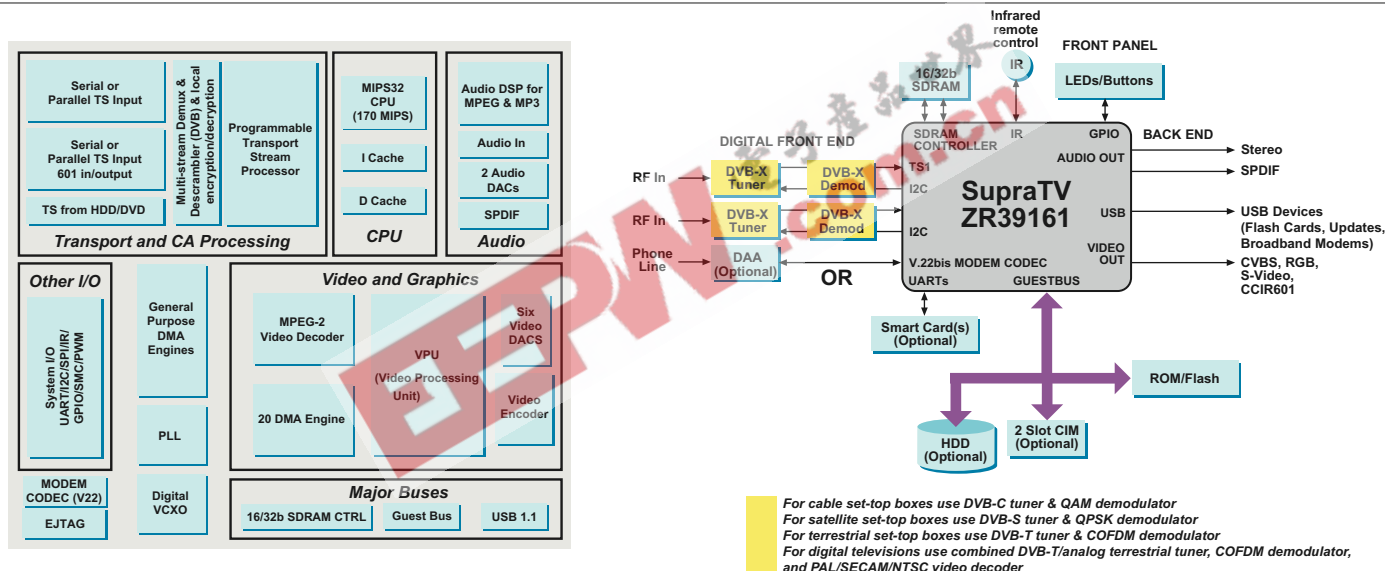 Serial or
Parallel TS Input
Serial or
Parallel TS Input
601 in/output
TS from HDD/DVD
Multi-stream Demux &
Descrambler (DVB) & local
encryption/decryption
Programmable
Transport
Stream
Processor
Transport and CA Processing
MIPS32
CPU
(170 MIPS)
I Cache
D Cache
CPU
Audio DSP for
MPEG & MP3
Audio In
2 Audio
DACs
SPDIF
Audio
Other I/O
System I/O
UART/I2C/SPI/IR/
GPIO/SMC/PWM
MODEM
CODEC (V22)
EJTAG
General
Purpose
DMA
Engines
PLL
Digital
VCXO
Video and Graphics
MPEG-2
Video Decoder
20 DMA Engine
VPU
(Video Processing
Unit)
Six
Video
DACS
Video
Encoder
Major Buses
16/32b SDRAM CTRL
Guest Bus
USB 1.1
Infrared
remote
control
IR
FRONT PANEL
LEDs/Buttons
16/32b
SDRAM
DIGITAL FRONT END
RF In
DVB-X
Tuner
DVB-X
Demod
RF In
DVB-X
Tuner
DVB-X
Demod
Phone
Line
DAA
(Optional)
OR
SDRAM
CONTROLLER
IR
GPIO
AUDIO OUT
TS1
I2C
SupraTV
ZR39161
USB
I2C
VIDEO
OUT
V.22bis MODEM CODEC
UARTs
GUESTBUS
BACK END
Stereo
SPDIF
USB Devices
(Flash Cards, Updates,
Broadband Modems)
CVBS, RGB,
S-Video,
CCIR601
Smart Card(s)
(Optional)
ROM/Flash
HDD
(Optional)
2 Slot CIM
(Optional)
For cable set-top boxes use DVB-C tuner & QAM demodulator
For satellite set-top boxes use DVB-S tuner & QPSK demodulator
For terrestrial set-top boxes use DVB-T tuner & COFDM demodulator
For digital televisions use combined DVB-T/analog terrestrial tuner, COFDM demodulator,
and PAL/SECAM/NTSC video decoder
EEPW.com.cn
電子產品世界